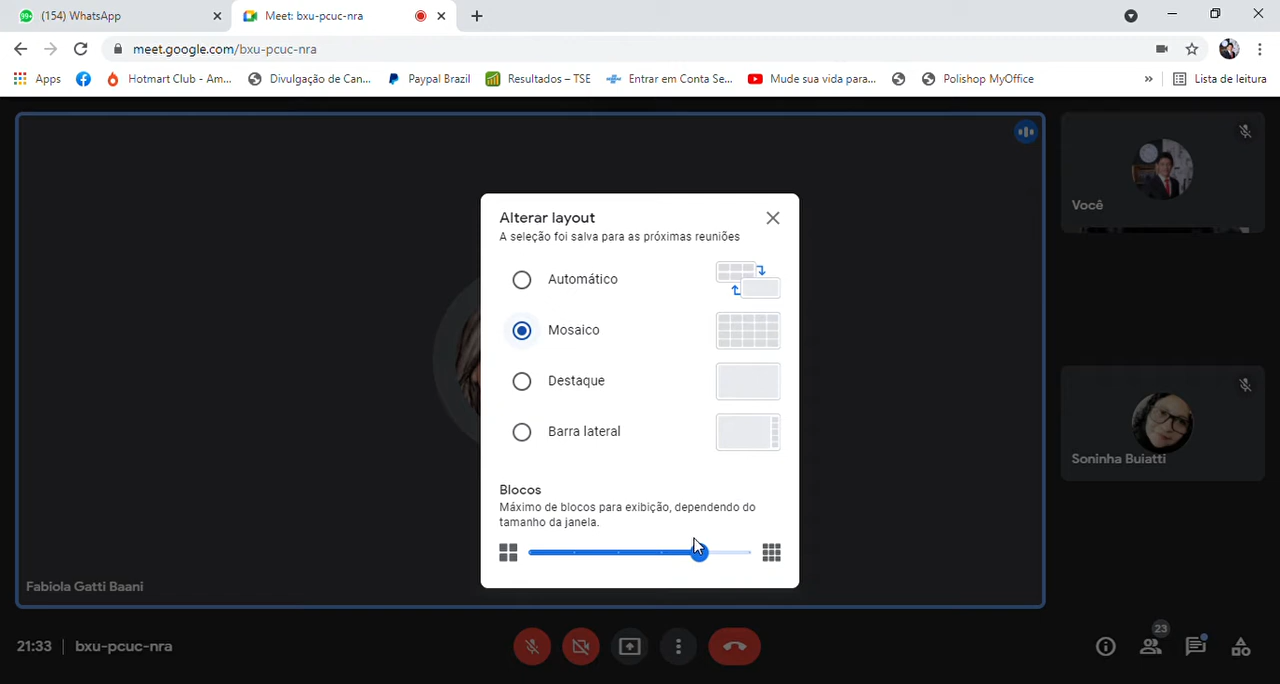 99+ (154) WhatsApp
Meet: bxu-pcuc-nra
meet.google.com/bxu-pcuc-nra
Apps
Hotmart Club - Am...
Divulgação de Can...
Paypal Brazil
Resultados – TSE
Entrar em Conta Se...
Mude sua vida para...
Polishop MyOffice
»
Lista de leitura
Você
Alterar layout
A seleção foi salva para as próximas reuniões
Automático
Mosaico
Destaque
Barra lateral
Blocos
Máximo de blocos para exibição, dependendo do
tamanho da janela.
Soninha Buiatti
Fabiola Gatti Baani
21:33 | bxu-pcuc-nra
23